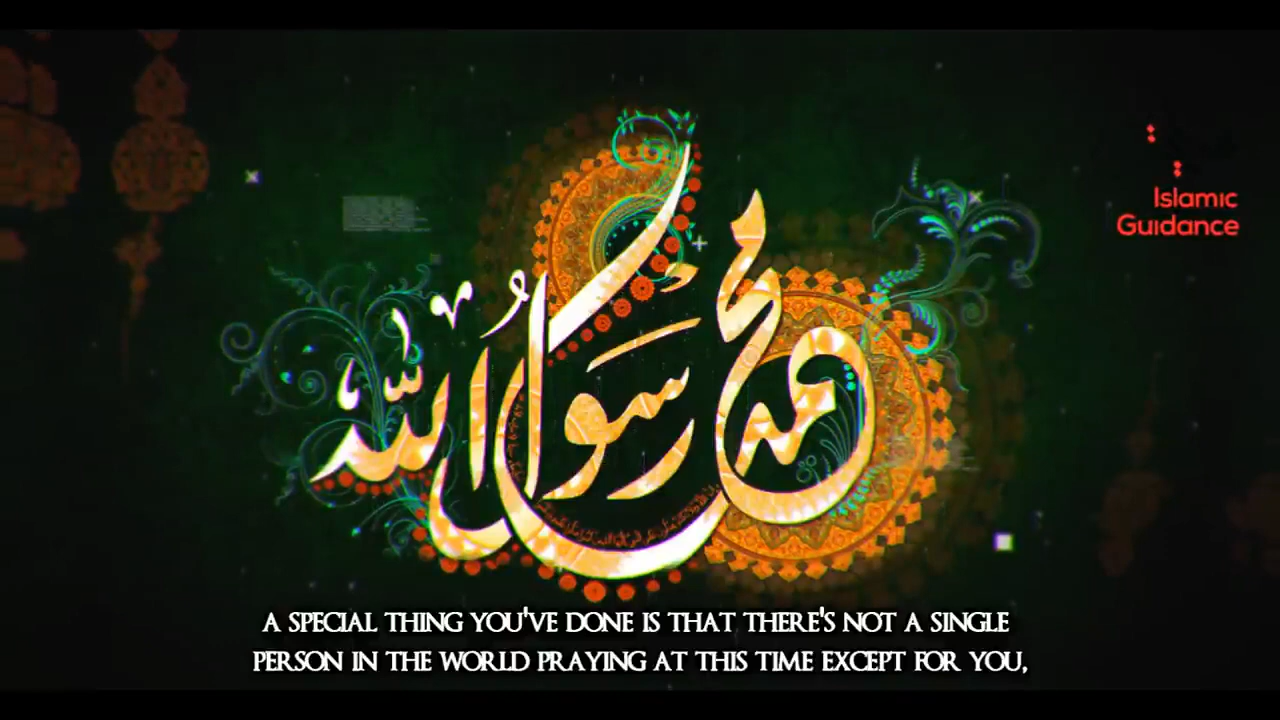 Islamic
Guidance
محمد رسول الله
A SPECIAL THING YOU'VE DONE IS THAT THERE'S NOT A SINGLE
PERSON IN THE WORLD PRAYING AT THIS TIME EXCEPT FOR YOU,